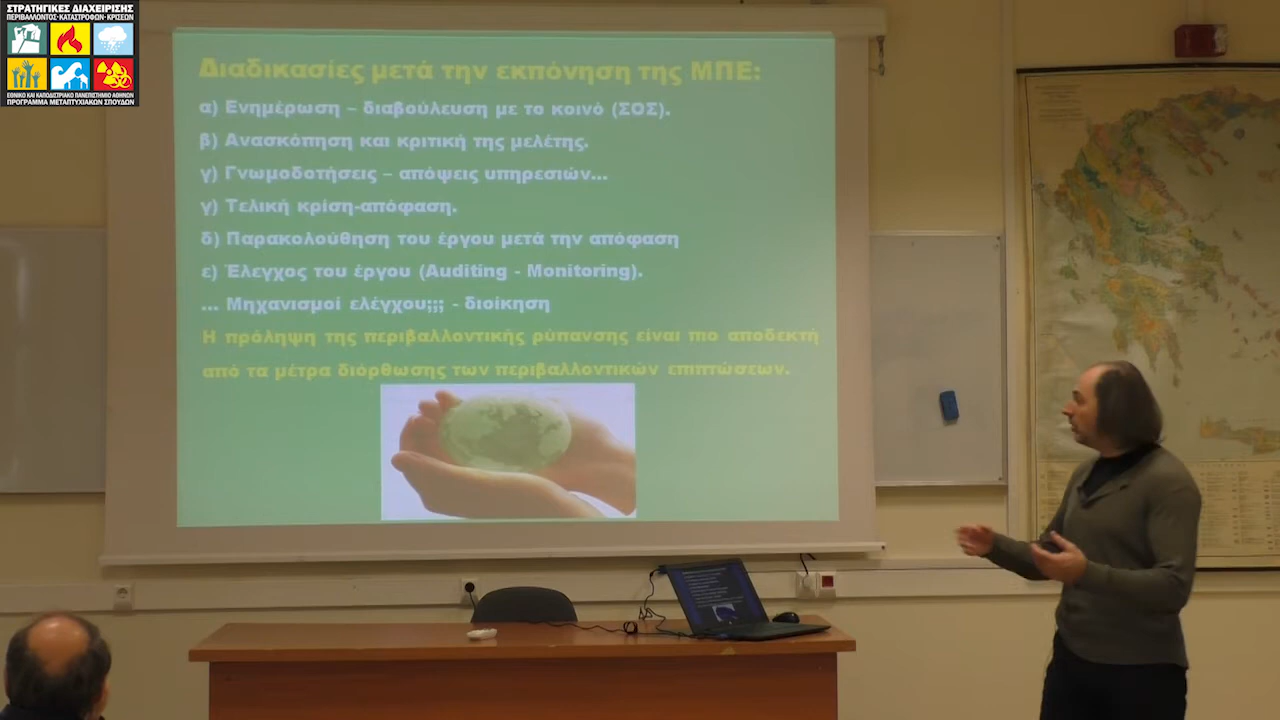 ΣΤΡΑΤΗΓΙΚΕΣ ΔΙΑΧΕΙΡΙΣΗΣ
ΠΕΡΙΒΑΛΛΟΝΤΟΣ·ΚΑΤΑΣΤΡΟΦΩΝ·ΚΡΙΣΕΩΝ
ΕΘΝΙΚΟ ΚΑΙ ΚΑΠΟΔΙΣΤΡΙΑΚΟ ΠΑΝΕΠΙΣΤΗΜΙΟ ΑΘΗΝΩΝ
ΠΡΟΓΡΑΜΜΑ ΜΕΤΑΠΤΥΧΙΑΚΩΝ ΣΠΟΥΔΩΝ
Διαδικασίες μετά την εκπόνηση της ΜΠΕ:
α) Ενημέρωση – διαβούλευση με το κοινό (ΣΟΣ).
β) Ανασκόπηση και κριτική της μελέτης.
γ) Γνωμοδοτήσεις – απόψεις υπηρεσιών...
γ) Τελική κρίση-απόφαση.
δ) Παρακολούθηση του έργου μετά την απόφαση
ε) Έλεγχος του έργου (Auditing - Monitoring).
... Μηχανισμοί ελέγχου;;; - διοίκηση
Η πρόληψη της περιβαλλοντικής ρύπανσης είναι πιο αποδεκτή
από τα μέτρα διόρθωσης των περιβαλλοντικών επιπτώσεων.